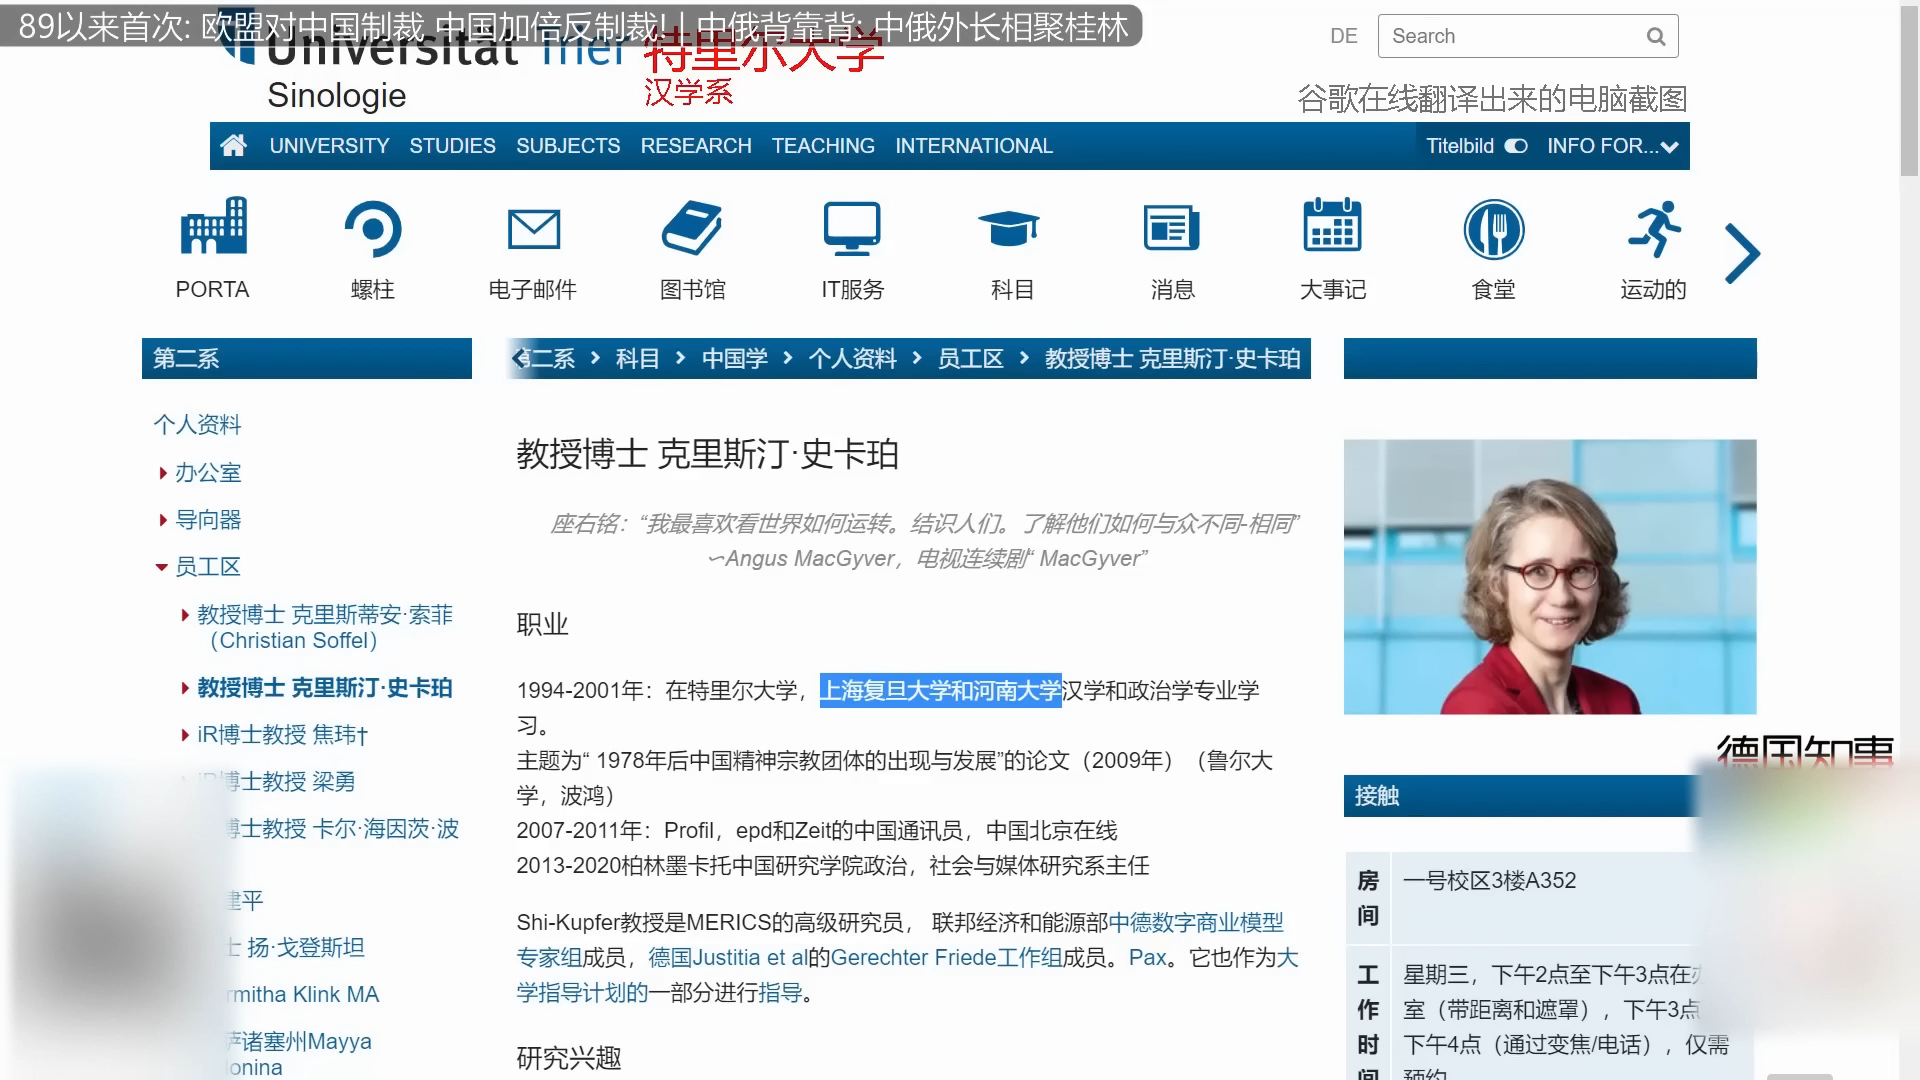 89以来首次: 欧盟对中国制裁 中国加倍反制裁! | 中俄背靠背: 中俄外长相聚桂林
Universität Trier 特里尔大学
Sinologie
汉学系
DE
Search
谷歌在线翻译出来的电脑截图
UNIVERSITY STUDIES SUBJECTS RESEARCH TEACHING INTERNATIONAL
Titelbild INFO FOR...
PORTA
螺柱
电子邮件
图书馆
IT服务
科目
消息
大事记
食堂
运动的
第二系
第二系 > 科目 > 中国学 > 个人资料 > 员工区 > 教授博士 克里斯汀·史卡珀
个人资料
办公室
导向器
员工区
教授博士 克里斯蒂安·索菲
（Christian Soffel）
教授博士 克里斯汀·史卡珀
iR博士教授 焦玮†
iR博士教授 梁勇
博士教授 卡尔·海因茨·波
建平
士 扬·戈登斯坦
rmitha Klink MA
萨诸塞州Mayya
onina
教授博士 克里斯汀·史卡珀
座右铭：“我最喜欢看世界如何运转。结识人们。了解他们如何与众不同-相同”
~Angus MacGyver，电视连续剧“ MacGyver”
职业
1994-2001年：在特里尔大学，上海复旦大学和河南大学汉学和政治学专业学
习。
主题为“ 1978年后中国精神宗教团体的出现与发展”的论文（2009年）（鲁尔大
学，波鸿）
2007-2011年：Profil，epd和Zeit的中国通讯员，中国北京在线
2013-2020柏林墨卡托中国研究学院政治，社会与媒体研究系主任
Shi-Kupfer教授是MERICS的高级研究员， 联邦经济和能源部中德数字商业模型
专家组成员，德国Justitia et al的Gerechter Friede工作组成员。Pax。它也作为大
学指导计划的一部分进行指导。
研究兴趣
德国知事
接触
房间
一号校区3楼A352
工作时间
星期三，下午2点至下午3点在办
室（带距离和遮罩），下午3点
下午4点（通过变焦/电话），仅需
预约